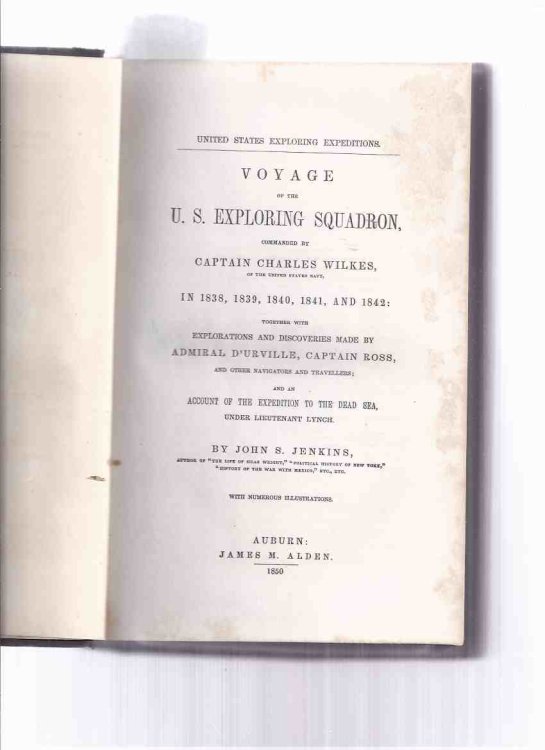 UNITED STATES EXPLORING EXPEDITIONS.
VOYAGE
OF THE
U. S. EXPLORING SQUADRON,
COMMANDED BY
CAPTAIN CHARLES WILKES,
OF THE UNITED STATES NAVY,
IN 1838, 1839, 1840, 1841, AND 1842:
TOGETHER WITH
EXPLORATIONS AND DISCOVERIES MADE BY
ADMIRAL D'URVILLE, CAPTAIN ROSS,
AND OTHER NAVIGATORS AND TRAVELLERS;
AND AN
ACCOUNT OF THE EXPEDITION TO THE DEAD SEA,
UNDER LIEUTENANT LYNCH.
BY JOHN S. JENKINS,
AUTHOR OF "THE LIFE OF SILAS WRIGHT," "POLITICAL HISTORY OF NEW YORK,"
"HISTORY OF THE WAR WITH MEXICO," ETC., ETC.
WITH NUMEROUS ILLUSTRATIONS.
AUBURN:
JAMES M. ALDEN.
1850